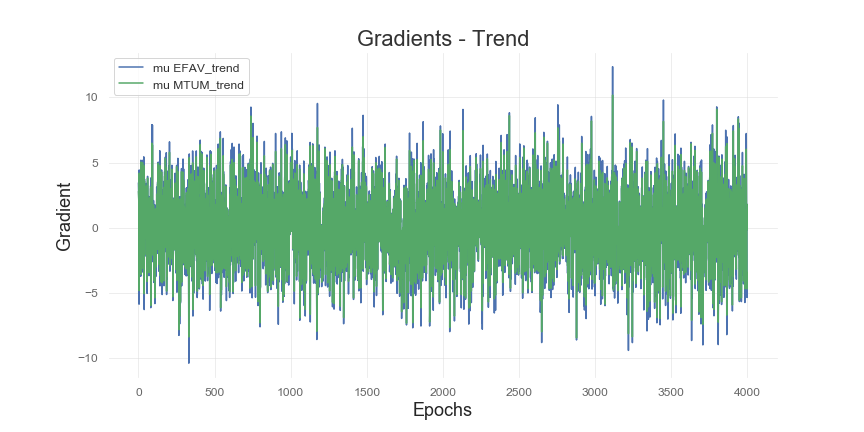 Gradients - Trend
mu EFAV_trend
mu MTUM_trend
10
5
0
−5
−10
Gradient
0 500 1000 1500 2000 2500 3000 3500 4000
Epochs